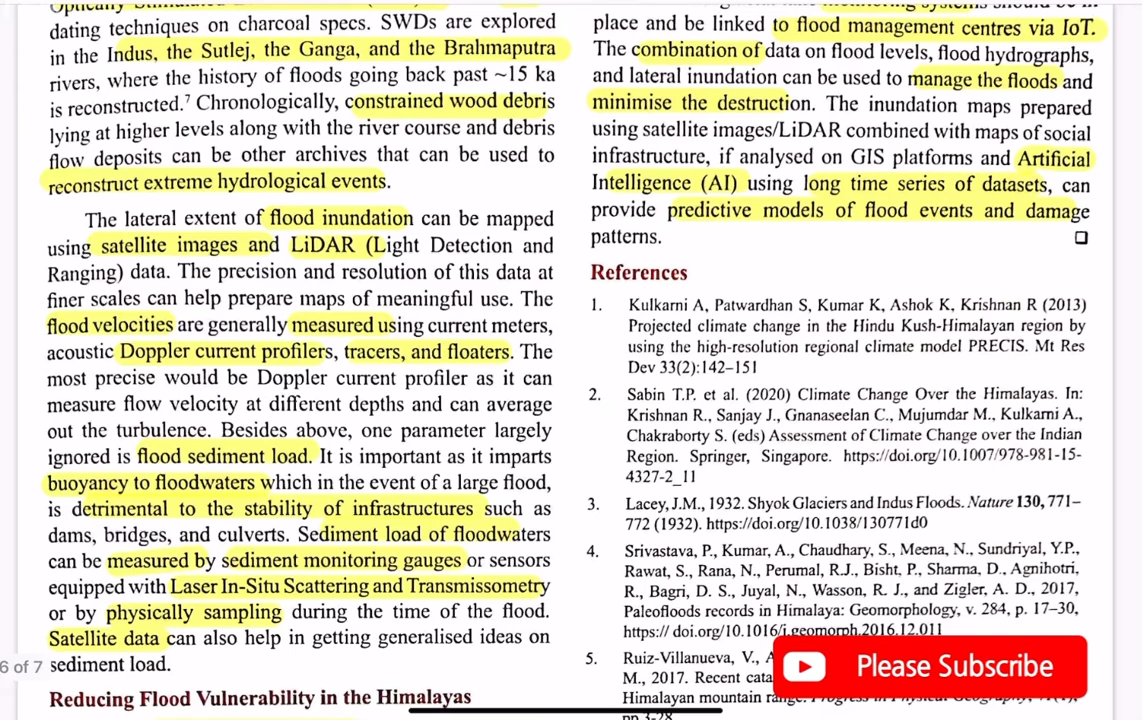 Optically Stimulated
dating techniques on charcoal specs. SWDs are explored
in the Indus, the Sutlej, the Ganga, and the Brahmaputra
rivers, where the history of floods going back past ~15 ka
is reconstructed.⁷ Chronologically, constrained wood debris
lying at higher levels along with the river course and debris
flow deposits can be other archives that can be used to
reconstruct extreme hydrological events.
The lateral extent of flood inundation can be mapped
using satellite images and LiDAR (Light Detection and
Ranging) data. The precision and resolution of this data at
finer scales can help prepare maps of meaningful use. The
flood velocities are generally measured using current meters,
acoustic Doppler current profilers, tracers, and floaters. The
most precise would be Doppler current profiler as it can
measure flow velocity at different depths and can average
out the turbulence. Besides above, one parameter largely
ignored is flood sediment load. It is important as it imparts
buoyancy to floodwaters which in the event of a large flood,
is detrimental to the stability of infrastructures such as
dams, bridges, and culverts. Sediment load of floodwaters
can be measured by sediment monitoring gauges or sensors
equipped with Laser In-Situ Scattering and Transmissometry
or by physically sampling during the time of the flood.
Satellite data can also help in getting generalised ideas on
sediment load.
6 of 7
Reducing Flood Vulnerability in the Himalayas
monitoring systems should be in
place and be linked to flood management centres via IoT.
The combination of data on flood levels, flood hydrographs,
and lateral inundation can be used to manage the floods and
minimise the destruction. The inundation maps prepared
using satellite images/LiDAR combined with maps of social
infrastructure, if analysed on GIS platforms and Artificial
Intelligence (AI) using long time series of datasets, can
provide predictive models of flood events and damage
patterns.
References
1. Kulkarni A, Patwardhan S, Kumar K, Ashok K, Krishnan R (2013)
Projected climate change in the Hindu Kush-Himalayan region by
using the high-resolution regional climate model PRECIS. Mt Res
Dev 33(2):142–151
2. Sabin T.P. et al. (2020) Climate Change Over the Himalayas. In:
Krishnan R., Sanjay J., Gnanaseelan C., Mujumdar M., Kulkarni A.,
Chakraborty S. (eds) Assessment of Climate Change over the Indian
Region. Springer, Singapore. https://doi.org/10.1007/978-981-15-
4327-2_11
3. Lacey, J.M., 1932. Shyok Glaciers and Indus Floods. Nature 130, 771–
772 (1932). https://doi.org/10.1038/130771d0
4. Srivastava, P., Kumar, A., Chaudhary, S., Meena, N., Sundriyal, Y.P.,
Rawat, S., Rana, N., Perumal, R.J., Bisht, P., Sharma, D., Agnihotri,
R., Bagri, D. S., Juyal, N., Wasson, R. J., and Zigler, A. D., 2017,
Paleofloods records in Himalaya: Geomorphology, v. 284, p. 17–30,
https:// doi.org/10.1016/j.geomorph.2016.12.011
5. Ruiz-Villanueva, V., A
M., 2017. Recent cata
Himalayan mountain
pp 3-28
Please Subscribe